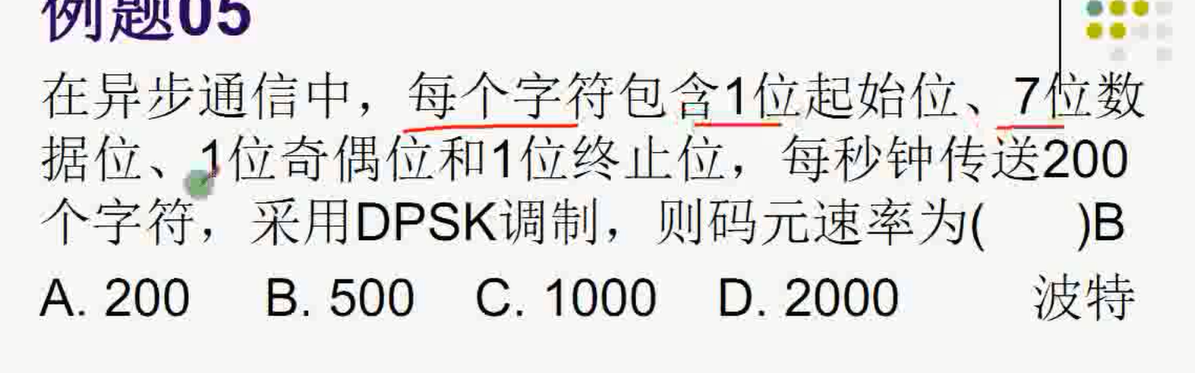 例题05
在异步通信中，每个字符包含1位起始位、7位数
据位、1位奇偶位和1位终止位，每秒钟传送200
个字符，采用DPSK调制，则码元速率为(      )B
A. 200 B. 500 C. 1000 D. 2000 波特